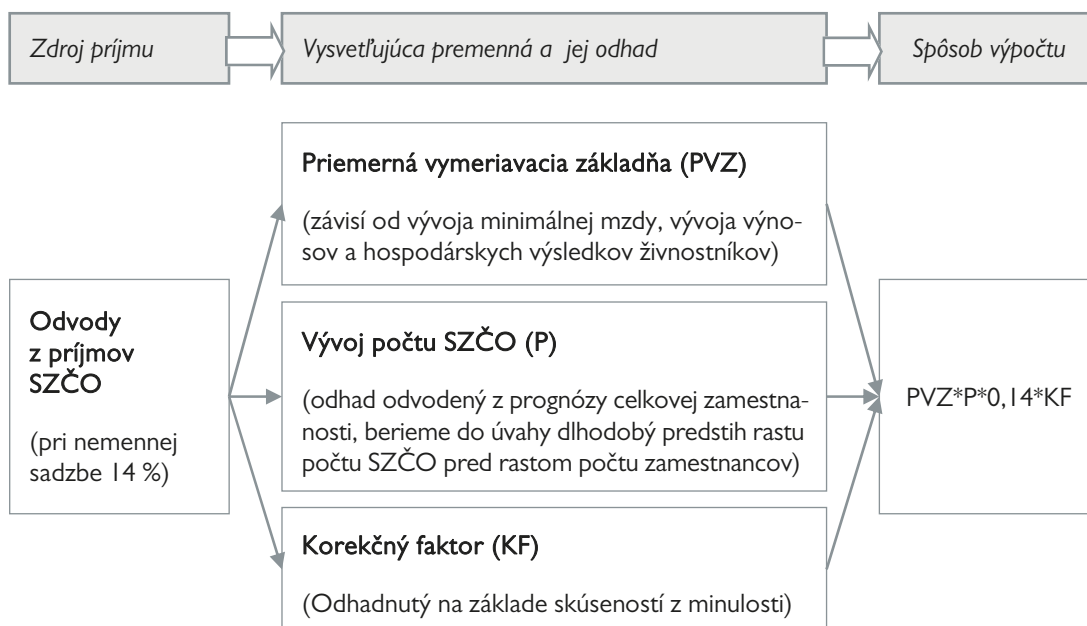 Zdroj príjmu
Vysvetľujúca premenná a jej odhad
Spôsob výpočtu
Odvody
z príjmov
SZČO
(pri nemennej
sadzbe 14 %)
Priemerná vymeriavacia základňa (PVZ)
(závisí od vývoja minimálnej mzdy, vývoja výno-
sov a hospodárskych výsledkov živnostníkov)
Vývoj počtu SZČO (P)
(odhad odvodený z prognózy celkovej zamestna-
nosti, berieme do úvahy dlhodobý predstih rastu
počtu SZČO pred rastom počtu zamestnancov)
Korekčný faktor (KF)
(Odhadnutý na základe skúseností z minulosti)
PVZ*P*0,14*KF